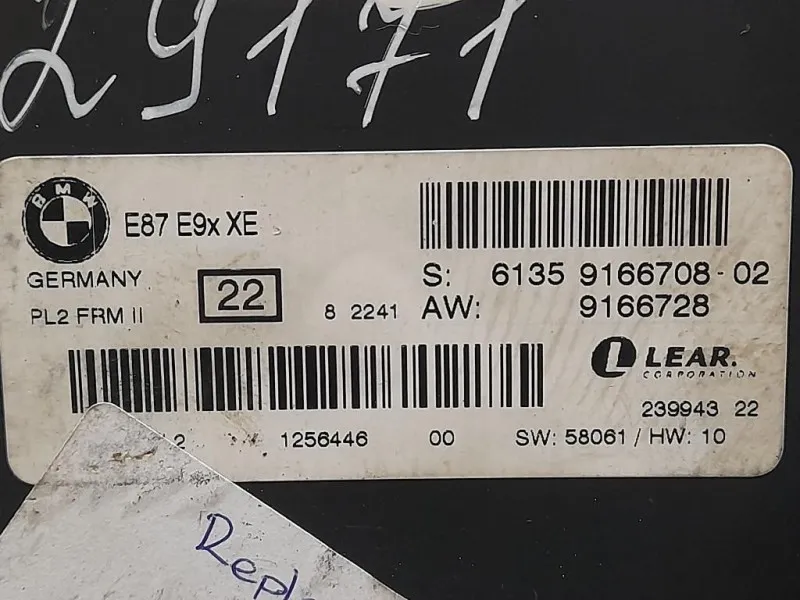 29171
BMW
E87 E9x XE
GERMANY
22
PL2 FRM II
8 2241
S: 6135 9166708-02
AW: 9166728
LEAR.
CORPORATION
239943 22
2 1256446 00 SW: 58061 / HW: 10